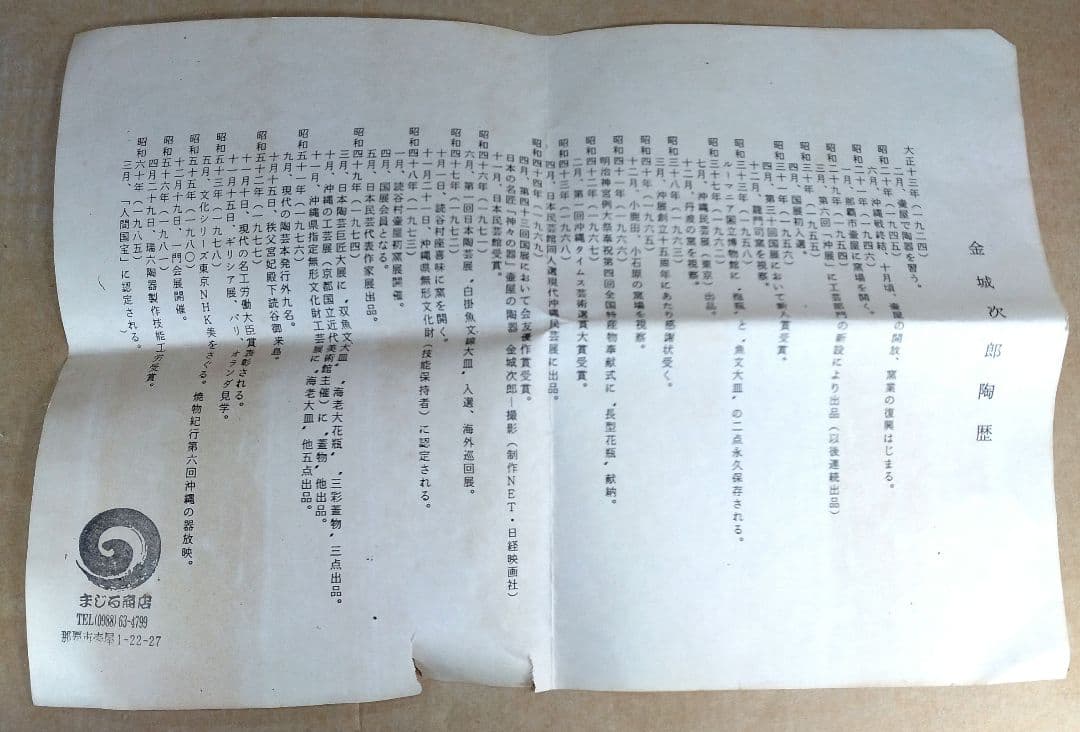 金城次郎陶歴
大正十三年（一九二四）
二月、壷屋で陶器を習う。
昭和二十年（一九四五）
六月、沖縄戦終結、十月頃、壷屋の開放、窯業の復興はじまる。
昭和二十一年（一九四六）
一月、那覇市壷屋に窯場を開く。
昭和二十九年（一九五四）
三月、第六回「沖展」に工芸部門の新設により出品（以後連続出品）
昭和三十年（一九五五）
四月、国展初入選。
昭和三十一年（一九五六）
四月、第三十回国展において新人賞受賞。
十二月、龍門司窯を視察。
昭和三十三年（一九五八）
ルーマニア国立博物館に〝抱瓶〟と〝魚文大皿〟の二点永久保存される。
昭和三十七年（一九六二）
七月、沖縄民芸展（東京）出品。
十二月、丹波の窯を視察。
昭和三十八年（一九六三）
三月、沖展創立十五周年にあたり感謝状受く。
昭和四十年（一九六五）
十二月、小鹿田、小石原の窯場を視察。
昭和四十一年（一九六六）
明治神宮例大祭奉祝第四回全国特産物奉献式に〝長型花瓶〟献納。
昭和四十二年（一九六七）
二月、第一回沖縄タイムス芸術選賞大賞受賞。
昭和四十三年（一九六八）
四月、日本民芸館同人選現代沖縄民芸展に出品。
昭和四十四年（一九六九）
四月、第四十三回国展において会友優作賞受賞。
日本の名匠「神々の器」壷屋の陶器 金城次郎―撮影（制作NET・日経映画社）
十一月、日本民芸館賞受賞。
昭和四十六年（一九七一）
六月、第一回日本陶芸展〝白掛魚文線大皿〟入選、海外巡回展。
昭和四十七年（一九七二）
十月一日、読谷村座喜味に窯を開く。
十一月二十一日、沖縄県無形文化財（技能保持者）に認定される。
昭和四十八年（一九七三）
一月、読谷村壷屋初窯展開催。
四月、国展会員となる。
五月、日本民芸代表作家展出品。
昭和四十九年（一九七四）
三月、日本陶芸巨匠大展に〝双魚文大皿〟〝海老大花瓶〟〝三彩蓋物〟三点出品。
十月、沖縄の工芸展（京都国立近代美術館主催）に〝蓋物〟他出品。
十一月、沖縄県指定無形文化財工芸展に〝海老大皿〟他五点出品。
昭和五十一年（一九七六）
九月、現代の陶芸本発行外九名。
十月十五日、秩父宮妃殿下読谷御来島。
昭和五十二年（一九七七）
十一月十日、現代の名工労働大臣賞表彰される。
十一月十五日、ギリシァ展、パリ、オランダ見学。
昭和五十三年（一九七八）
五月、文化シリーズ東京NHK美をさぐる。焼物紀行第六回沖縄の器放映。
昭和五十五年（一九八〇）
十二月十九日、一門会展開催。
昭和五十六年（一九八一）
四月二十九日、瑞六陶器製作技能工労受賞。
昭和六十年（一九八五）
三月、「人間国宝」に認定される。
まじる商店
TEL(0988)63-4799
那覇市壺屋1-22-27